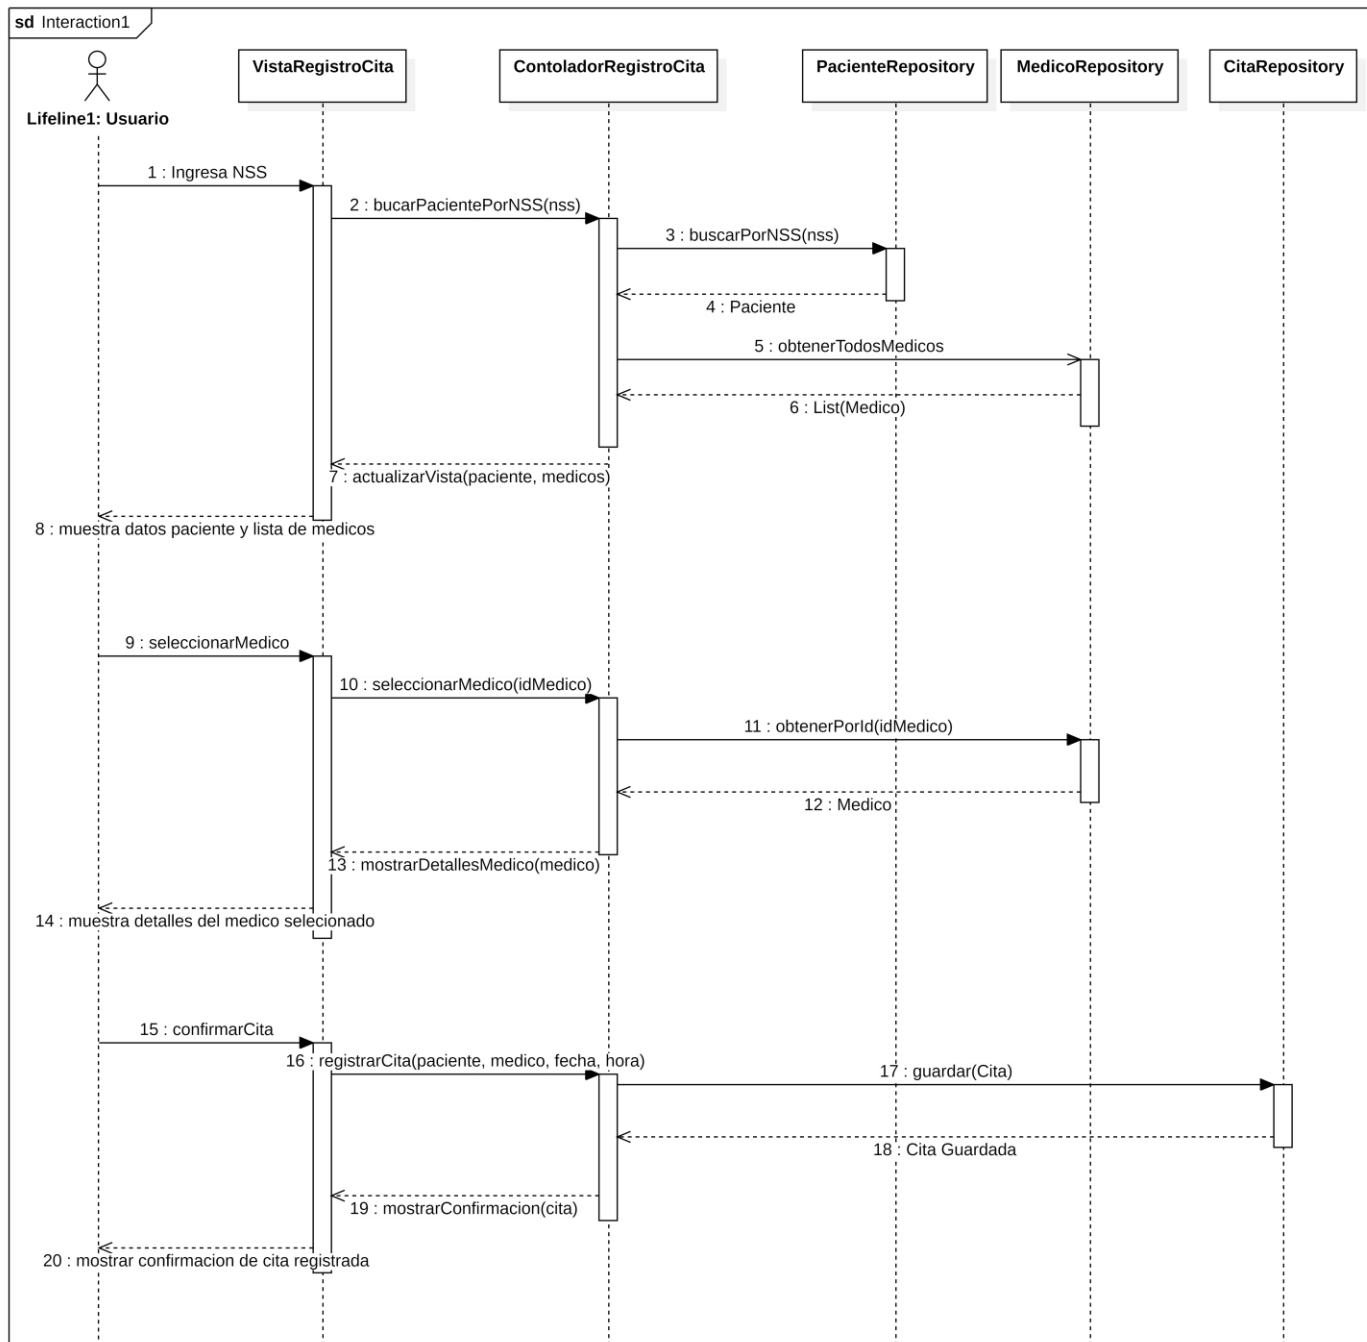 sd Interaction1
Lifeline1: Usuario
VistaRegistroCita
ContoladorRegistroCita
PacienteRepository
MedicoRepository
CitaRepository
1 : Ingresa NSS
2 : bucarPacientePorNSS(nss)
3 : buscarPorNSS(nss)
4 : Paciente
5 : obtenerTodosMedicos
6 : List(Medico)
7 : actualizarVista(paciente, medicos)
8 : muestra datos paciente y lista de medicos
9 : seleccionarMedico
10 : seleccionarMedico(idMedico)
11 : obtenerPorId(idMedico)
12 : Medico
13 : mostrarDetallesMedico(medico)
14 : muestra detalles del medico selecionado
15 : confirmarCita
16 : registrarCita(paciente, medico, fecha, hora)
17 : guardar(Cita)
18 : Cita Guardada
19 : mostrarConfirmacion(cita)
20 : mostrar confirmacion de cita registrada